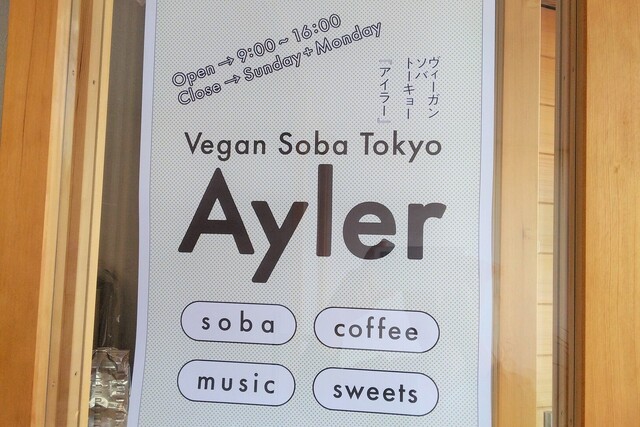 Open → 9:00~16:00
Close → Sunday+Monday
ヴィーガン
ソバ
トーキョー
『アイラー』
Vegan Soba Tokyo
Ayler
soba
coffee
music
sweets